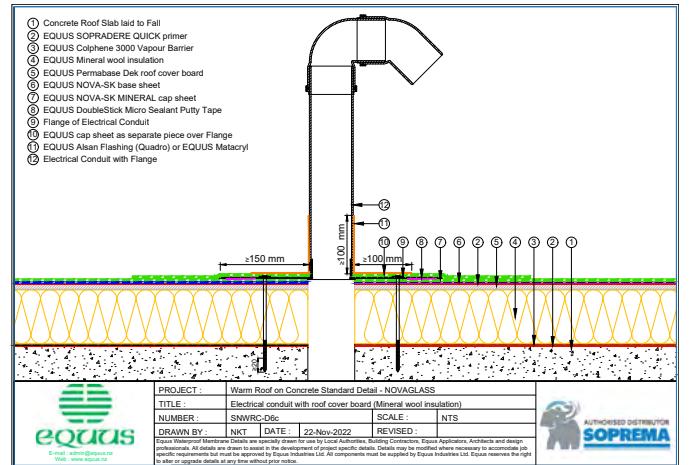 1 Concrete Roof Slab laid to Fall
2 EQUUS SOPRADERE QUICK primer
3 EQUUS Colphene 3000 Vapour Barrier
4 EQUUS Mineral wool insulation
5 EQUUS Permabase Dek roof cover board
6 EQUUS NOVA-SK base sheet
7 EQUUS NOVA-SK MINERAL cap sheet
8 EQUUS DoubleStick Micro Sealant Putty Tape
9 Flange of Electrical Conduit
10 EQUUS cap sheet as separate piece over Flange
11 EQUUS Alsan Flashing (Quadro) or EQUUS Matacryl
12 Electrical Conduit with Flange
12
11
≥100 mm
≥150 mm
≥100 mm
10 9 8 7 6 2 5 4 3 2 1
PROJECT : Warm Roof on Concrete Standard Detail - NOVAGLASS
TITLE : Electrical conduit with roof cover board (Mineral wool insulation)
NUMBER : SNWRC-D6c SCALE : NTS
DRAWN BY : NKT DATE : 22-Nov-2022 REVISED :
Equus Waterproof Membrane Details are specially drawn for use by Local Authorities, Building Contractors, Equus Applicators, Architects and design
professionals. All details are drawn to assist in the development of project specific details. Details may be modified where necessary to accomodate job
specific requirements but must be approved by Equus Industries Ltd. All components must be supplied by Equus Industries Ltd. Equus reserves the right
to alter or upgrade details at any time without prior notice.
equus
E-mail : admin@equus.nz
Web : www.equus.nz
AUTHORISED DISTRIBUTOR
SOPREMA